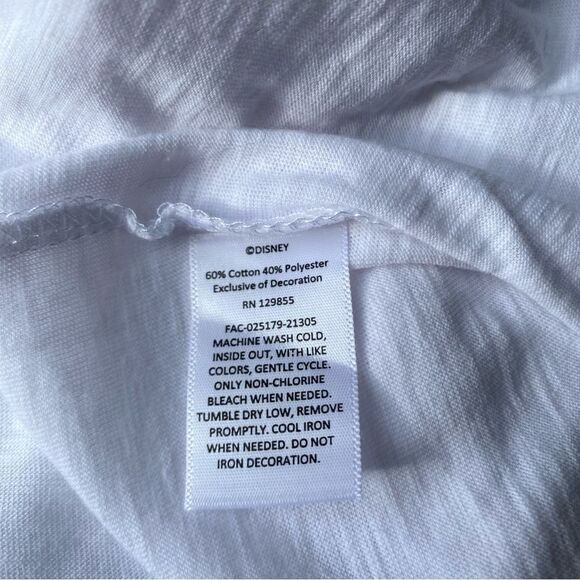 ©DISNEY
60% Cotton 40% Polyester
Exclusive of Decoration
RN 129855
FAC-025179-21305
MACHINE WASH COLD,
INSIDE OUT, WITH LIKE
COLORS, GENTLE CYCLE.
ONLY NON-CHLORINE
BLEACH WHEN NEEDED.
TUMBLE DRY LOW, REMOVE
PROMPTLY. COOL IRON
WHEN NEEDED. DO NOT
IRON DECORATION.